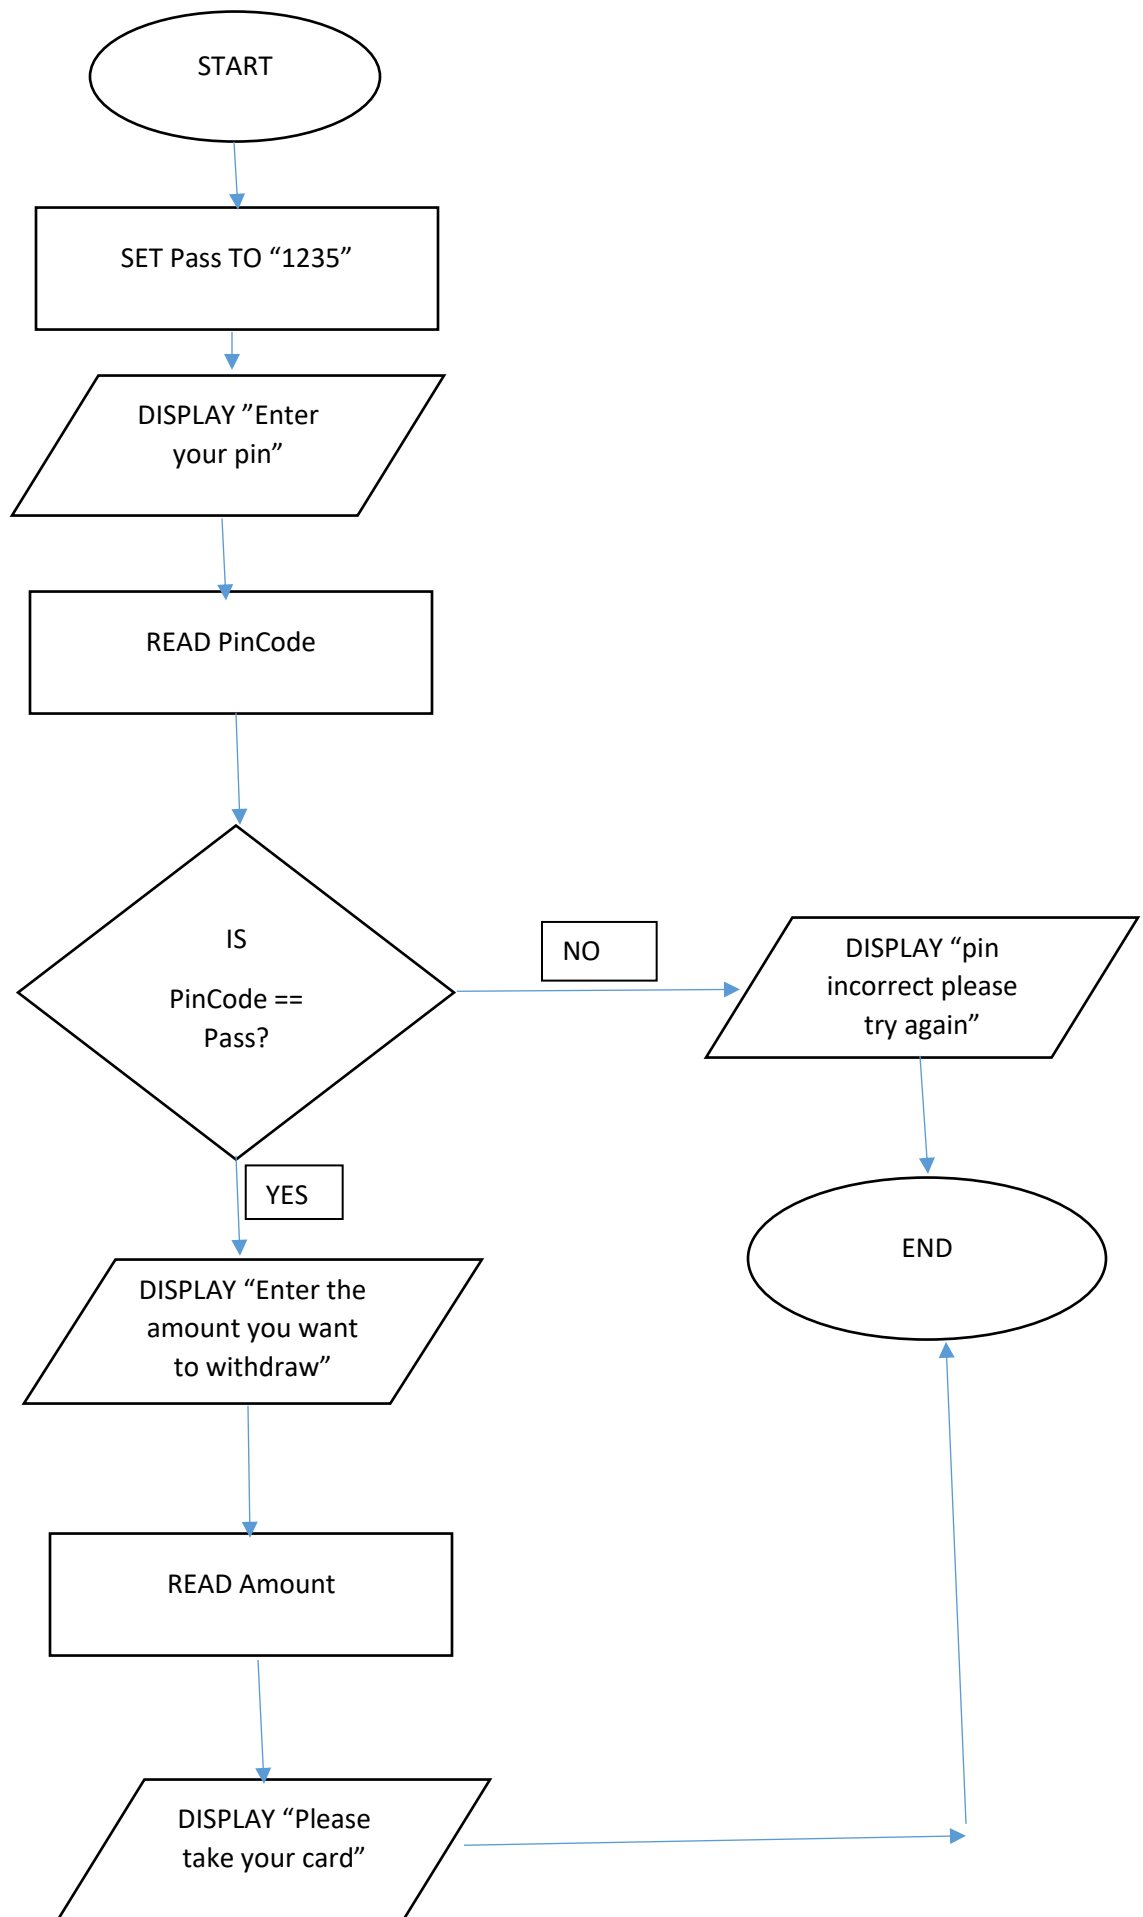 START
SET Pass TO “1235”
DISPLAY ”Enter
your pin”
READ PinCode
IS
PinCode ==
Pass?
NO
DISPLAY “pin
incorrect please
try again”
YES
END
DISPLAY “Enter the
amount you want
to withdraw”
READ Amount
DISPLAY “Please
take your card”